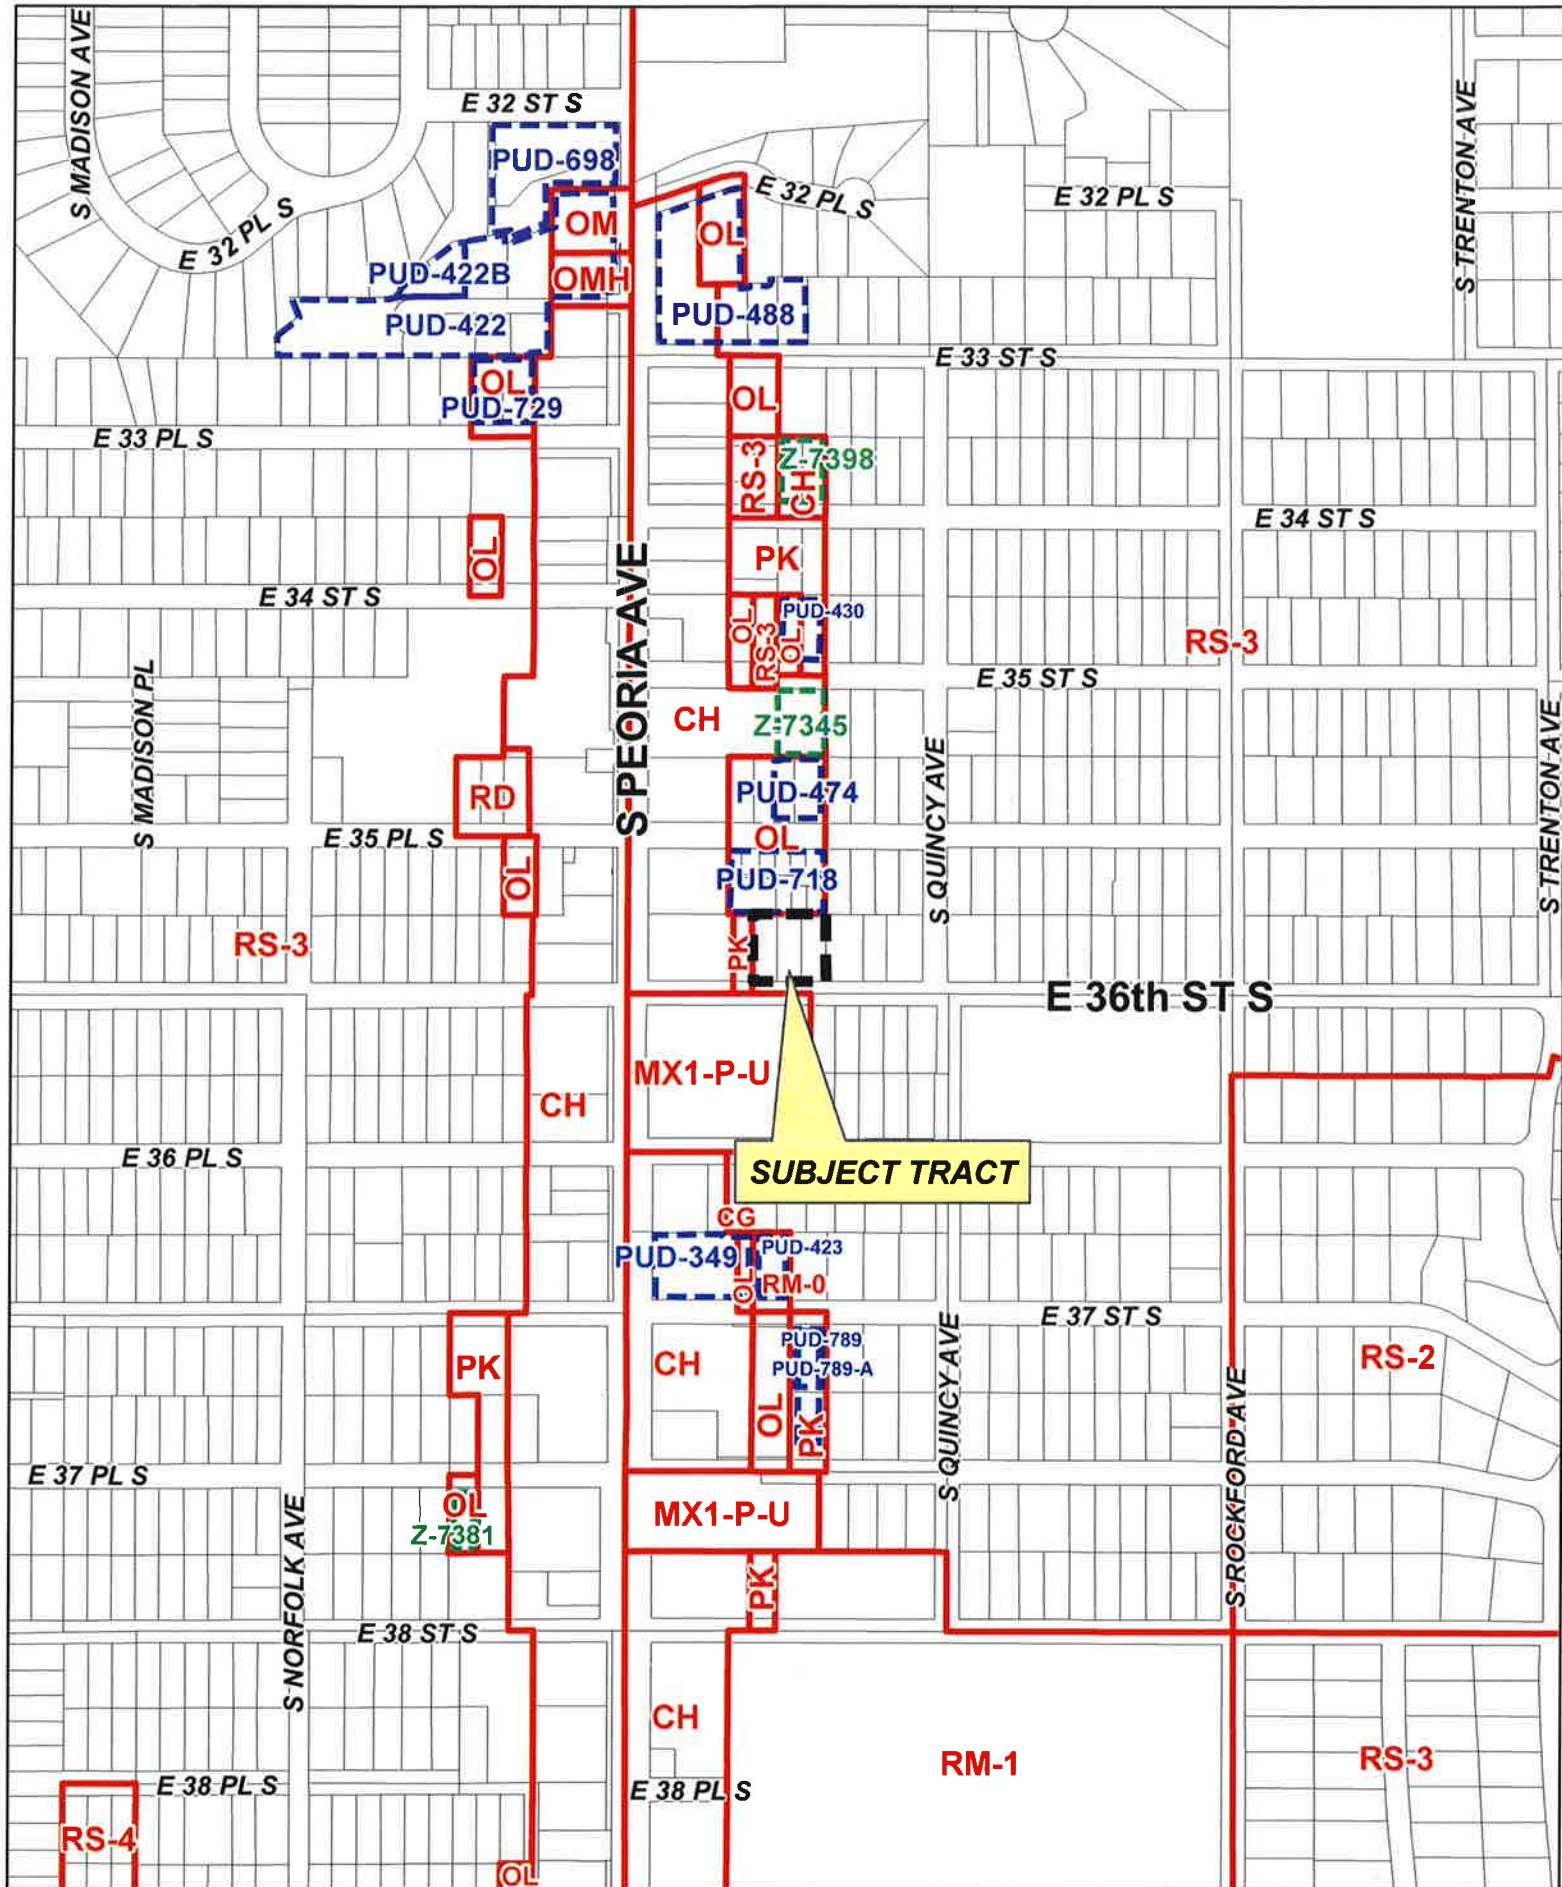 S MADISON AVE
E 32 ST S
S TRENTON AVE
PUD-698
E 32 PL S
E 32 PL S
E 32 PL S
OM
OL
OMH
PUD-422B
PUD-422
PUD-488
E 33 ST S
OL
PUD-729
OL
E 33 PL S
RS-3
Z-7398
CH
E 34 ST S
OL
PK
E 34 ST S
S PEORIA AVE
OL
RS-3
OL
PUD-430
RS-3
E 35 ST S
S MADISON PL
CH
Z-7345
S QUINCY AVE
S TRENTON AVE
RD
PUD-474
E 35 PL S
OL
OL
PUD-718
RS-3
PK
E 36th ST S
MX1-P-U
CH
E 36 PL S
SUBJECT TRACT
CG
PUD-349
OL
PUD-423
RM-0
E 37 ST S
PUD-789
PUD-789-A
PK
CH
OL
PK
S QUINCY AVE
S ROCKFORD AVE
RS-2
E 37 PL S
OL
Z-7381
MX1-P-U
S NORFOLK AVE
PK
E 38 ST S
CH
RM-1
RS-3
E 38 PL S
E 38 PL S
RS-4
OL